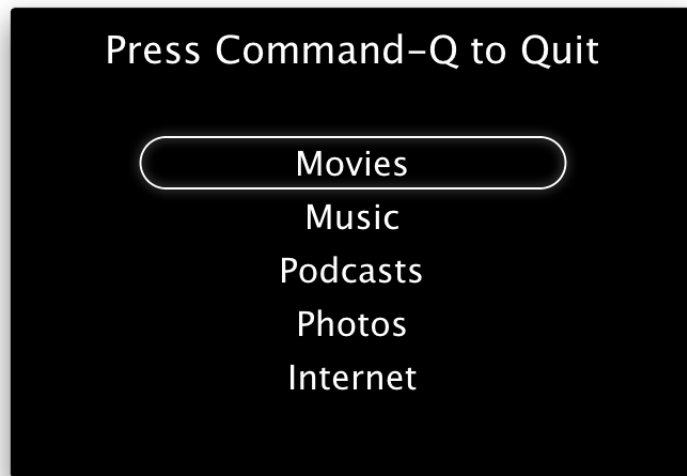 Press Command-Q to Quit
Movies
Music
Podcasts
Photos
Internet